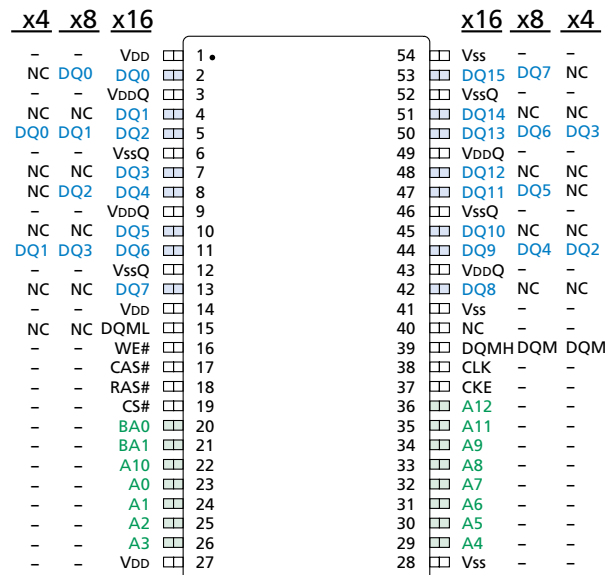 x4 x8 x16 x16 x8 x4
– – VDD 1 54 Vss – –
NC DQ0 DQ0 2 53 DQ15 DQ7 NC
– – VDDQ 3 52 VssQ – –
NC NC DQ1 4 51 DQ14 NC NC
DQ0 DQ1 DQ2 5 50 DQ13 DQ6 DQ3
– – VssQ 6 49 VDDQ – –
NC NC DQ3 7 48 DQ12 NC NC
NC DQ2 DQ4 8 47 DQ11 DQ5 NC
– – VDDQ 9 46 VssQ – –
NC NC DQ5 10 45 DQ10 NC NC
DQ1 DQ3 DQ6 11 44 DQ9 DQ4 DQ2
– – VssQ 12 43 VDDQ – –
NC NC DQ7 13 42 DQ8 NC NC
– – VDD 14 41 Vss – –
NC NC DQML 15 40 NC – –
– – WE# 16 39 DQMH DQM DQM
– – CAS# 17 38 CLK – –
– – RAS# 18 37 CKE – –
– – CS# 19 36 A12 – –
– – BA0 20 35 A11 – –
– – BA1 21 34 A9 – –
– – A10 22 33 A8 – –
– – A0 23 32 A7 – –
– – A1 24 31 A6 – –
– – A2 25 30 A5 – –
– – A3 26 29 A4 – –
– – VDD 27 28 Vss – –